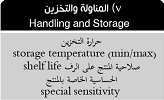 ٧ المناولة والتخزين
Handling and Storage
حرارة التخزين
storage temperature (min/max)
صلاحية المنتج على الرف shelf life
الحساسية الخاصة بالمنتج
special sensitivity